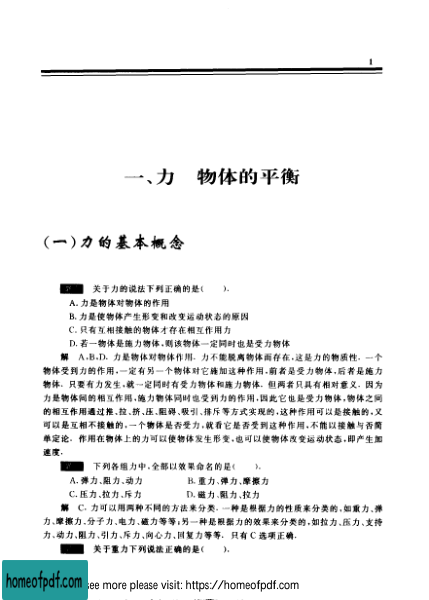 1
一、力　物体的平衡
(一)力的基本概念
关于力的说法下列正确的是(　　).
A. 力是物体对物体的作用
B. 力是使物体产生形变和改变运动状态的原因
C. 只有互相接触的物体才存在相互作用力
D. 若一物体是施力物体,则该物体一定同时也是受力物体
解　A,B,D. 力是物体对物体作用. 力不能脱离物体而存在,这是力的物质性. 一个
物体受到力的作用,一定有另一个物体对它施加这种作用,前者是受力物体,后者是施力
物体. 只要有力发生,就一定同时有受力物体和施力物体. 但两者只具有相对意义. 因为
力是物体间的相互作用,施力物体同时也受到力的作用,因此它也是受力物体,物体之间
的相互作用通过推、拉、挤、压、阻碍、吸引、排斥等方式实现的,这种作用可以是接触的,又
可以是互相不接触的,一个物体是否受力,就看它是否受到这种作用,不能以接触与否简
单定论. 作用在物体上的力可以使物体发生形变,也可以使物体改变运动状态,即产生加
速度.
下列各组力中,全部以效果命名的是(　　).
A. 弹力、阻力、动力　　B. 重力、弹力、摩擦力
C. 压力、拉力、斥力　　D. 磁力、阻力、拉力
解　C. 力可以用两种不同的方法来分类. 一种是根据力的性质来分类的,如重力、弹
力、摩擦力、分子力、电力、磁力等等;另一种是根据力的效果来分类的,如拉力、压力、支持
力、动力、阻力、引力、斥力、向心力、回复力等等. 只有C选项正确.
关于重力下列说法正确的是(　　).
homeofpdf.com
see more please visit: https://homeofpdf.com